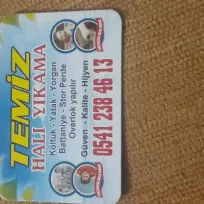 TEMİZ
HALI YIKAMA
Koltuk - Yatak - Yorgan
Battaniye - Stor Perde
Overlok yapılır
Güven - Kalite - Hijyen
0541 238 46 13